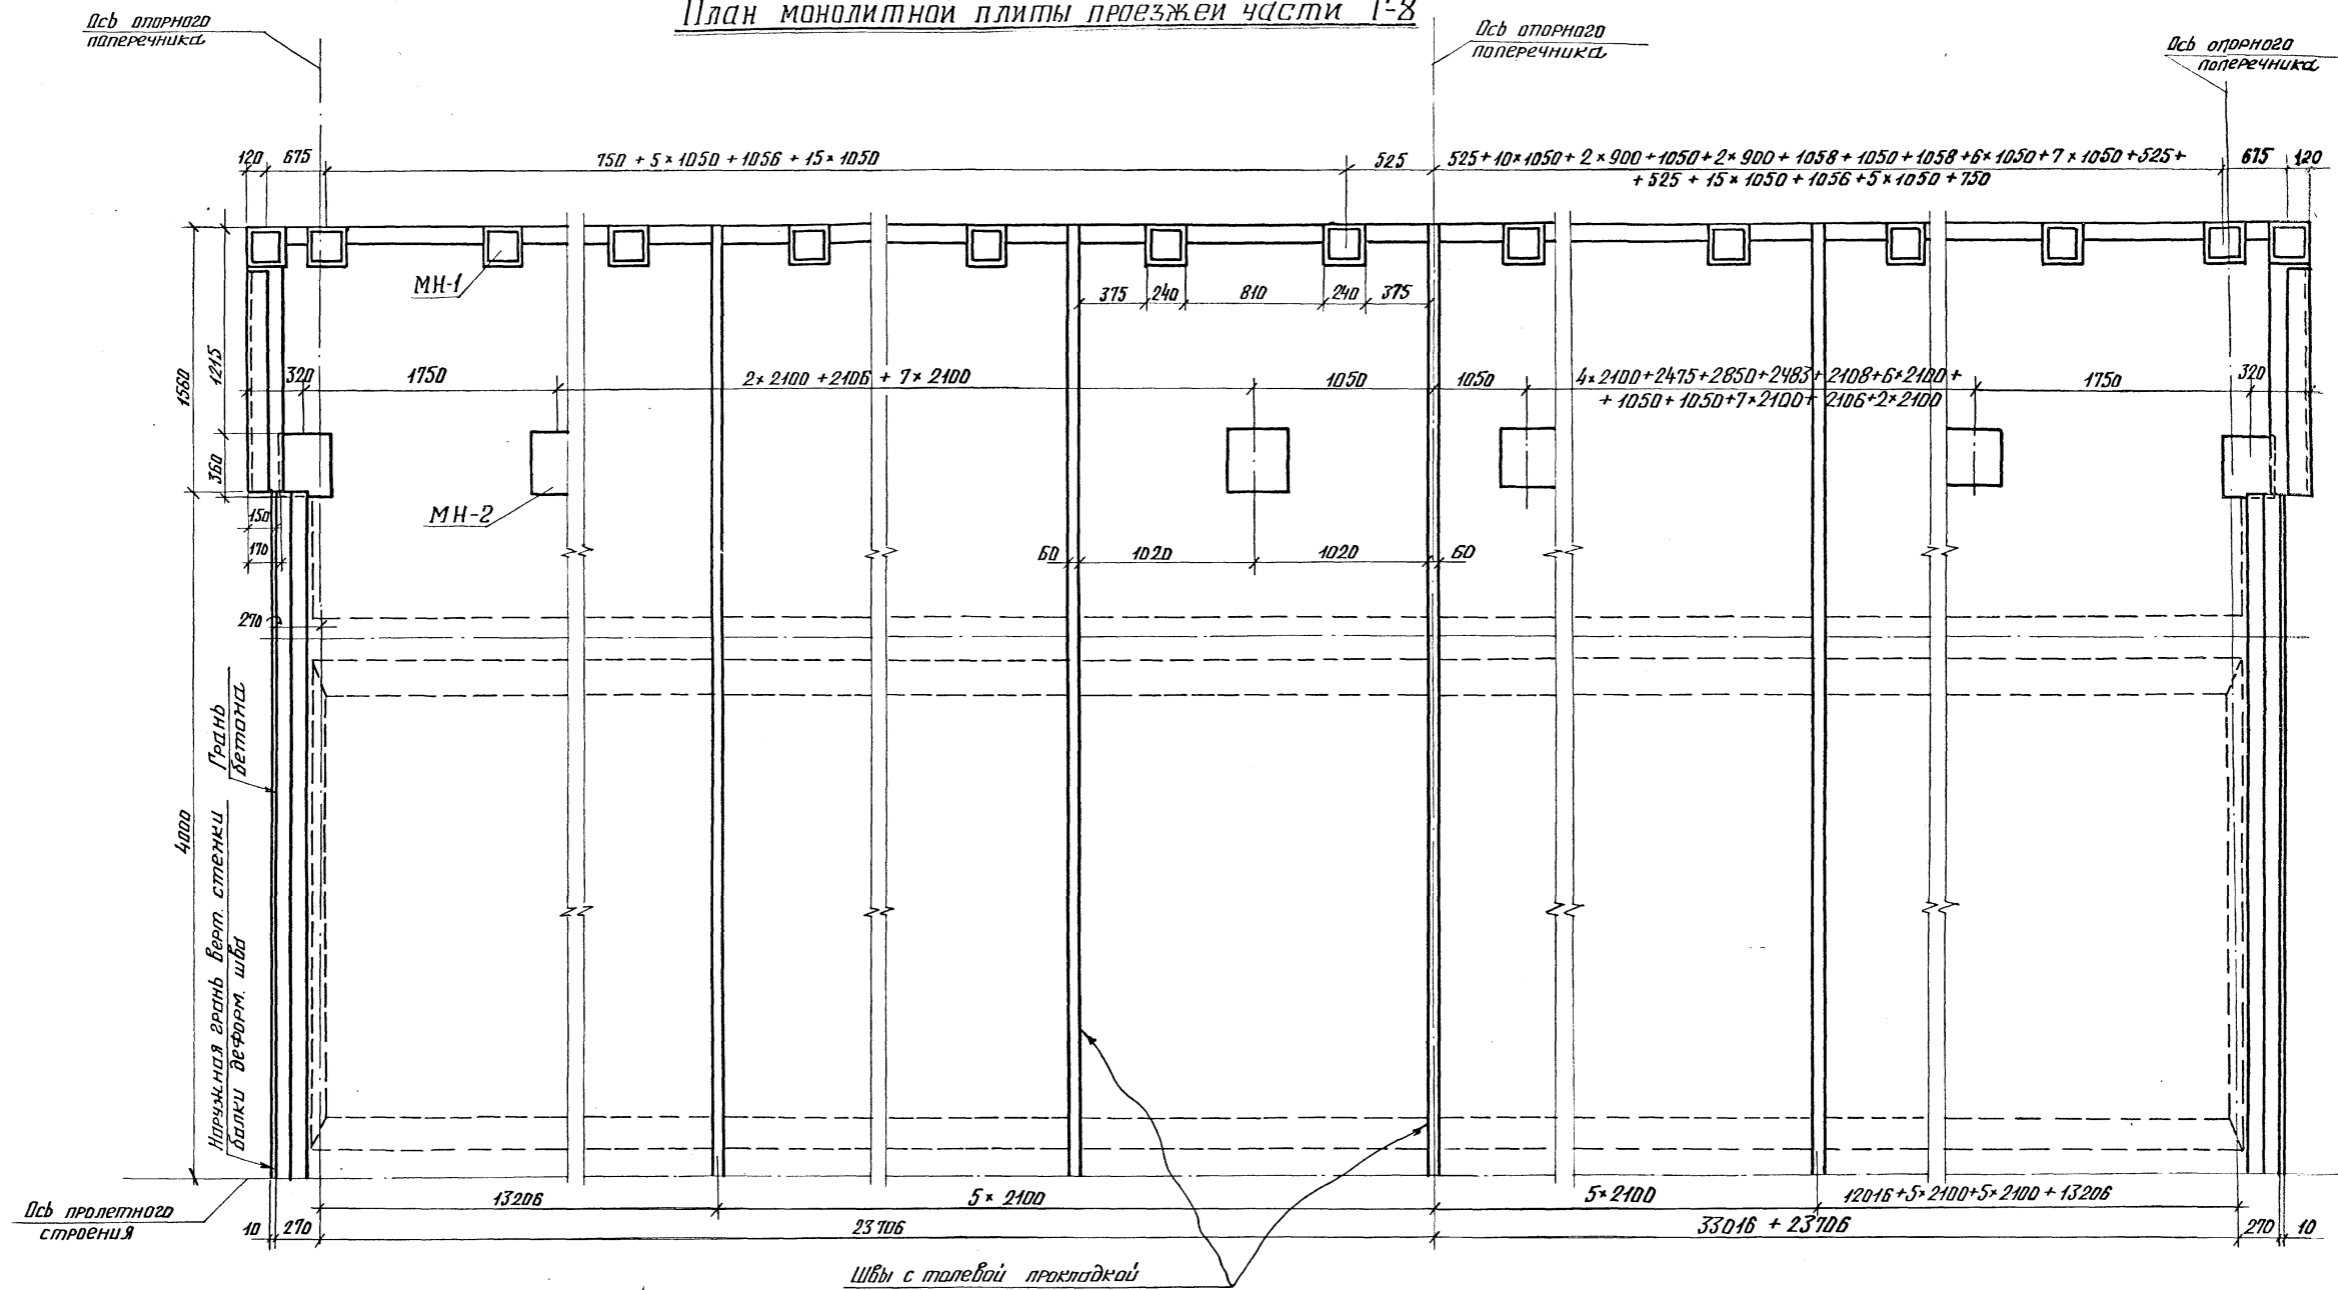 План монолитной плиты проезжей части Г-8
Ось опорного
поперечника
Ось опорного
поперечника
Ось опорного
поперечника
120 675 750 + 5 × 1050 + 1056 + 15 × 1050 525 525 + 10 × 1050 + 2 × 900 + 1050 + 2 × 900 + 1058 + 1050 + 1058 + 6 × 1050 + 7 × 1050 + 525 + 675 120
+ 525 + 15 × 1050 + 1056 + 5 × 1050 + 750
МН-1
375 240 810 240 375
1560
1215
360
320 1750 2 × 2100 + 2106 + 7 × 2100 1050 1050 4 × 2100 + 2475 + 2850 + 2483 + 2108 + 6 × 2100 + 1750 320
+ 1050 + 1050 + 7 × 2100 + 2106 + 2 × 2100
МН-2
150
170
60 1020 1020 60
270
Грань
бетона
4000
Наружная грань верт. стенки
балки деформ. шва
Ось пролетного
строения
13206 5 × 2100 5 × 2100 12016 + 5 × 2100 + 5 × 2100 + 13206
10 270 23706 33016 + 23706 270 10
Швы с толевой прокладкой